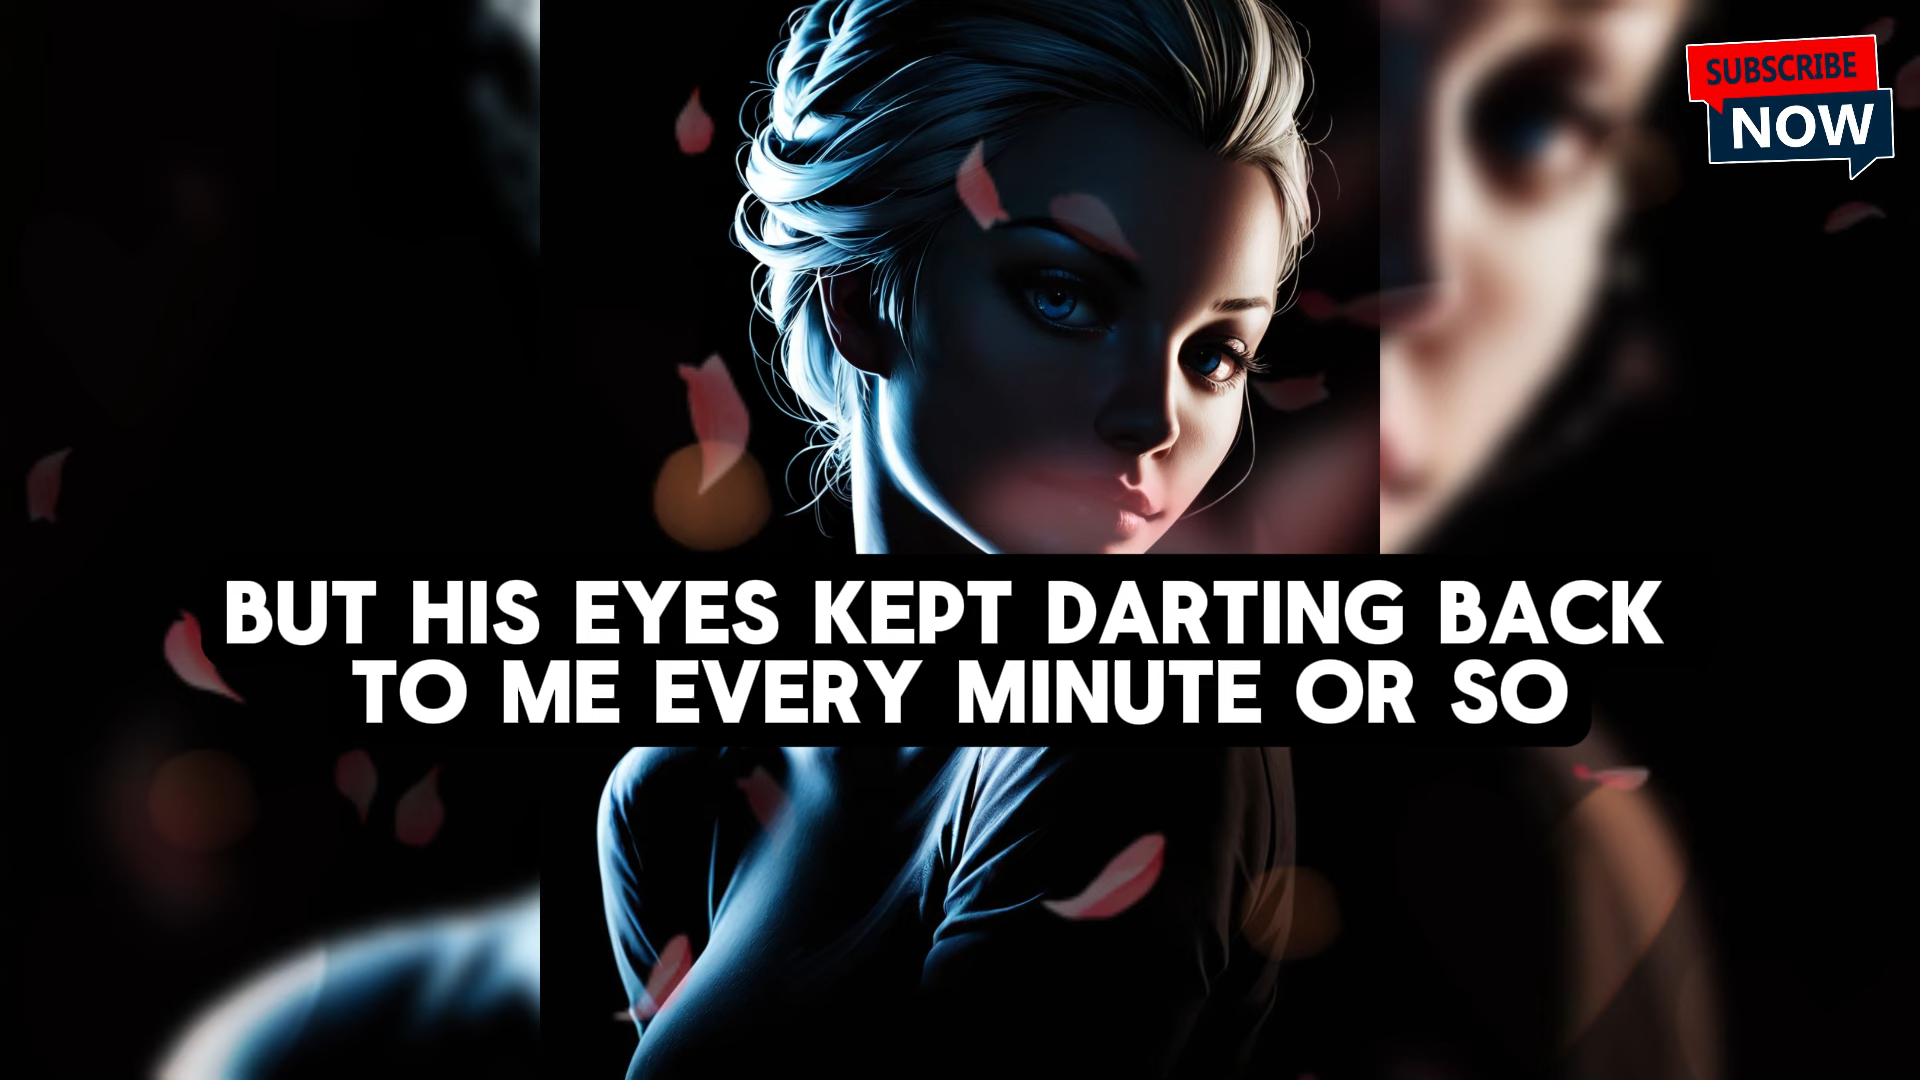 SUBSCRIBE
NOW
BUT HIS EYES KEPT DARTING BACK
TO ME EVERY MINUTE OR SO